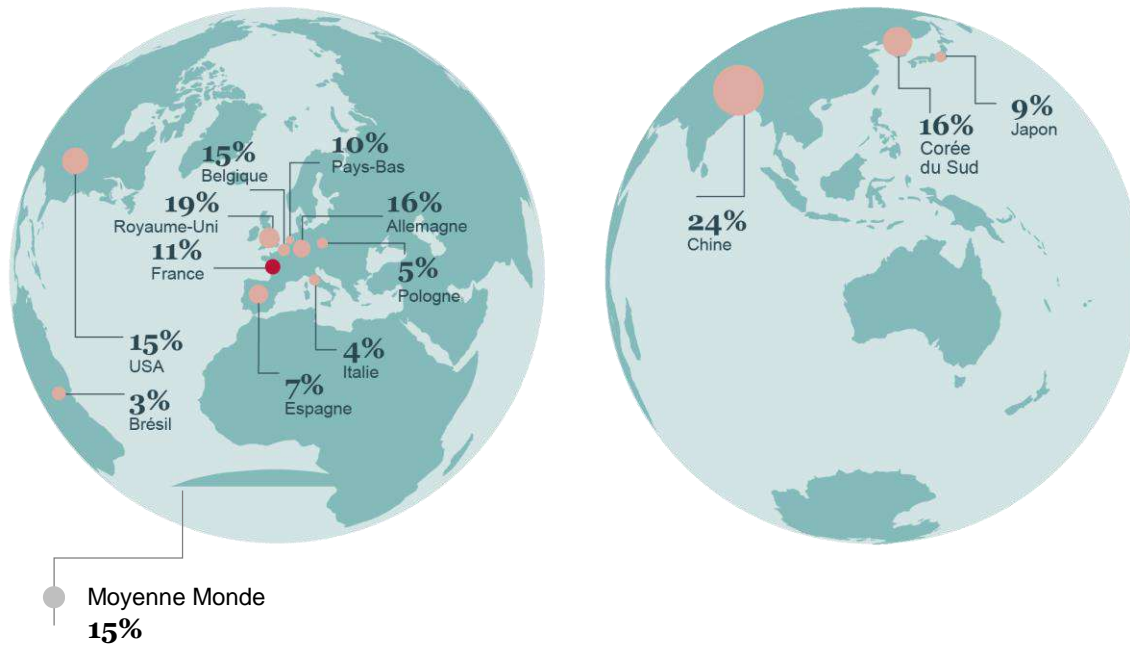 15%
Belgique
10%
Pays-Bas
19%
Royaume-Uni
16%
Allemagne
11%
France
5%
Pologne
15%
USA
4%
Italie
7%
Espagne
3%
Brésil
24%
Chine
16%
Corée
du Sud
9%
Japon
Moyenne Monde
15%